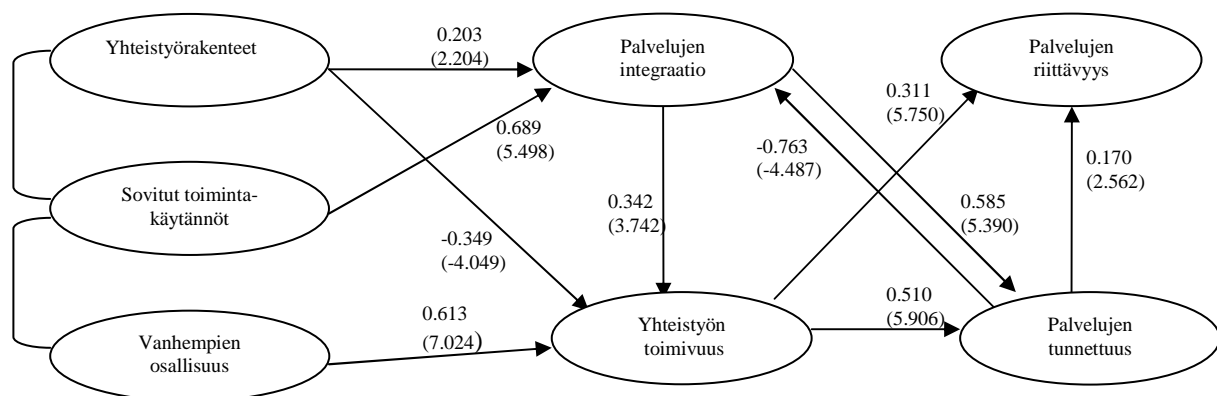 Yhteistyörakenteet
0.203
(2.204)
Palvelujen
integraatio
Palvelujen
riittävyys
0.311
(5.750)
0.689
(5.498)
-0.763
(-4.487)
0.170
(2.562)
Sovitut toiminta-
käytännöt
0.342
(3.742)
0.585
(5.390)
-0.349
(-4.049)
0.613
(7.024)
0.510
(5.906)
Vanhempien
osallisuus
Yhteistyön
toimivuus
Palvelujen
tunnettuus